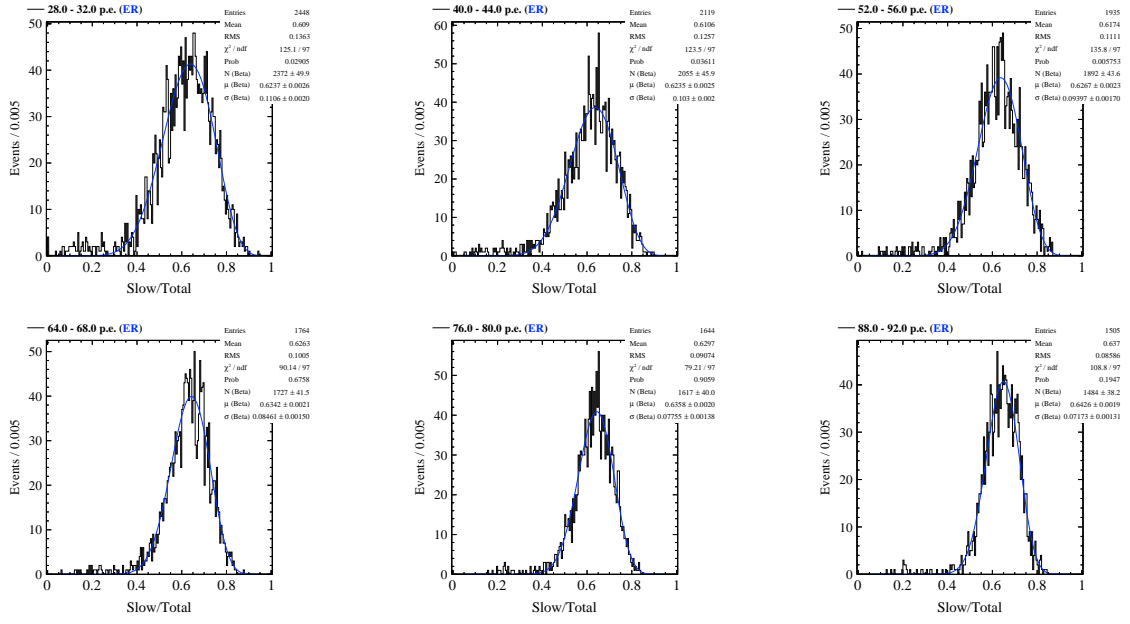 28.0 - 32.0 p.e. (ER)
Entries 2448
Mean 0.609
RMS 0.1363
χ² / ndf 125.1 / 97
Prob 0.02905
N (Beta) 2372 ± 49.9
μ (Beta) 0.6237 ± 0.0026
σ (Beta) 0.1106 ± 0.0020
Events / 0.005
50
40
30
20
10
0
0 0.2 0.4 0.6 0.8 1
Slow/Total
40.0 - 44.0 p.e. (ER)
Entries 2119
Mean 0.6106
RMS 0.1257
χ² / ndf 123.5 / 97
Prob 0.03611
N (Beta) 2055 ± 45.9
μ (Beta) 0.6235 ± 0.0025
σ (Beta) 0.103 ± 0.002
Events / 0.005
60
50
40
30
20
10
0
0 0.2 0.4 0.6 0.8 1
Slow/Total
52.0 - 56.0 p.e. (ER)
Entries 1935
Mean 0.6174
RMS 0.1111
χ² / ndf 135.8 / 97
Prob 0.005753
N (Beta) 1892 ± 43.6
μ (Beta) 0.6267 ± 0.0023
σ (Beta) 0.09397 ± 0.00170
Events / 0.005
50
40
30
20
10
0
0 0.2 0.4 0.6 0.8 1
Slow/Total
64.0 - 68.0 p.e. (ER)
Entries 1764
Mean 0.6263
RMS 0.1005
χ² / ndf 90.14 / 97
Prob 0.6758
N (Beta) 1727 ± 41.5
μ (Beta) 0.6342 ± 0.0021
σ (Beta) 0.08461 ± 0.00150
Events / 0.005
50
40
30
20
10
0
0 0.2 0.4 0.6 0.8 1
Slow/Total
76.0 - 80.0 p.e. (ER)
Entries 1644
Mean 0.6297
RMS 0.09074
χ² / ndf 79.21 / 97
Prob 0.9059
N (Beta) 1617 ± 40.0
μ (Beta) 0.6358 ± 0.0020
σ (Beta) 0.07755 ± 0.00138
Events / 0.005
50
40
30
20
10
0
0 0.2 0.4 0.6 0.8 1
Slow/Total
88.0 - 92.0 p.e. (ER)
Entries 1505
Mean 0.637
RMS 0.08586
χ² / ndf 108.8 / 97
Prob 0.1947
N (Beta) 1484 ± 38.2
μ (Beta) 0.6426 ± 0.0019
σ (Beta) 0.07173 ± 0.00131
Events / 0.005
40
30
20
10
0
0 0.2 0.4 0.6 0.8 1
Slow/Total